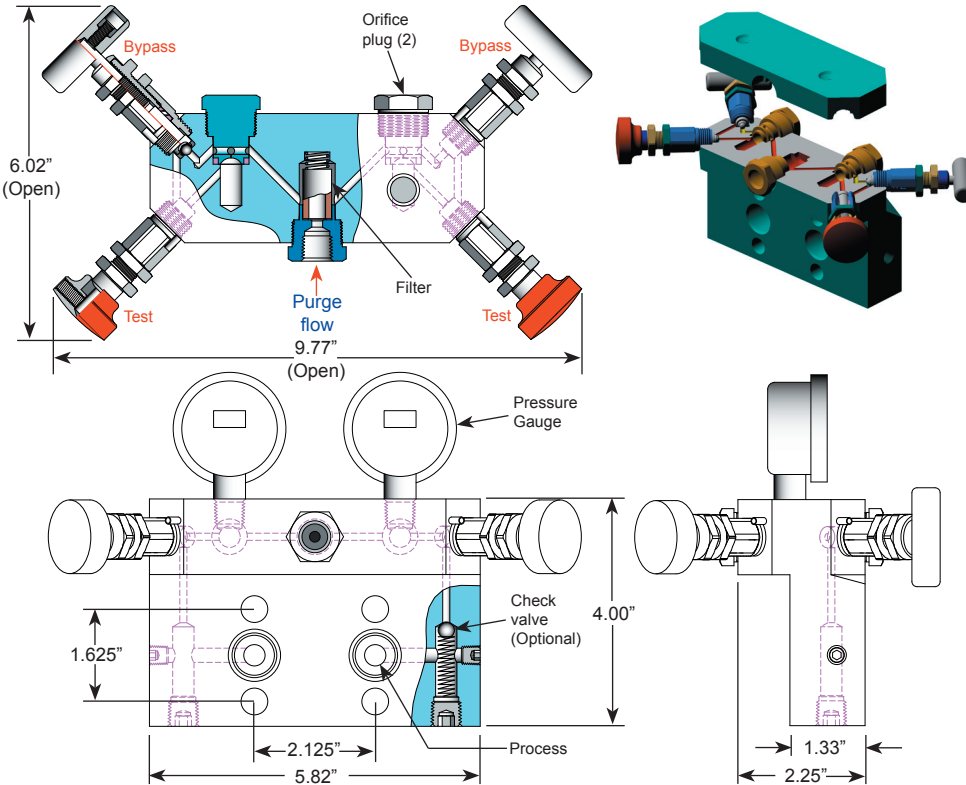 Orifice
plug (2)
Bypass
Bypass
6.02”
(Open)
Filter
Test
Purge
flow
Test
9.77”
(Open)
Pressure
Gauge
Check
valve
(Optional)
4.00”
1.625”
2.125”
Process
5.82”
1.33”
2.25”